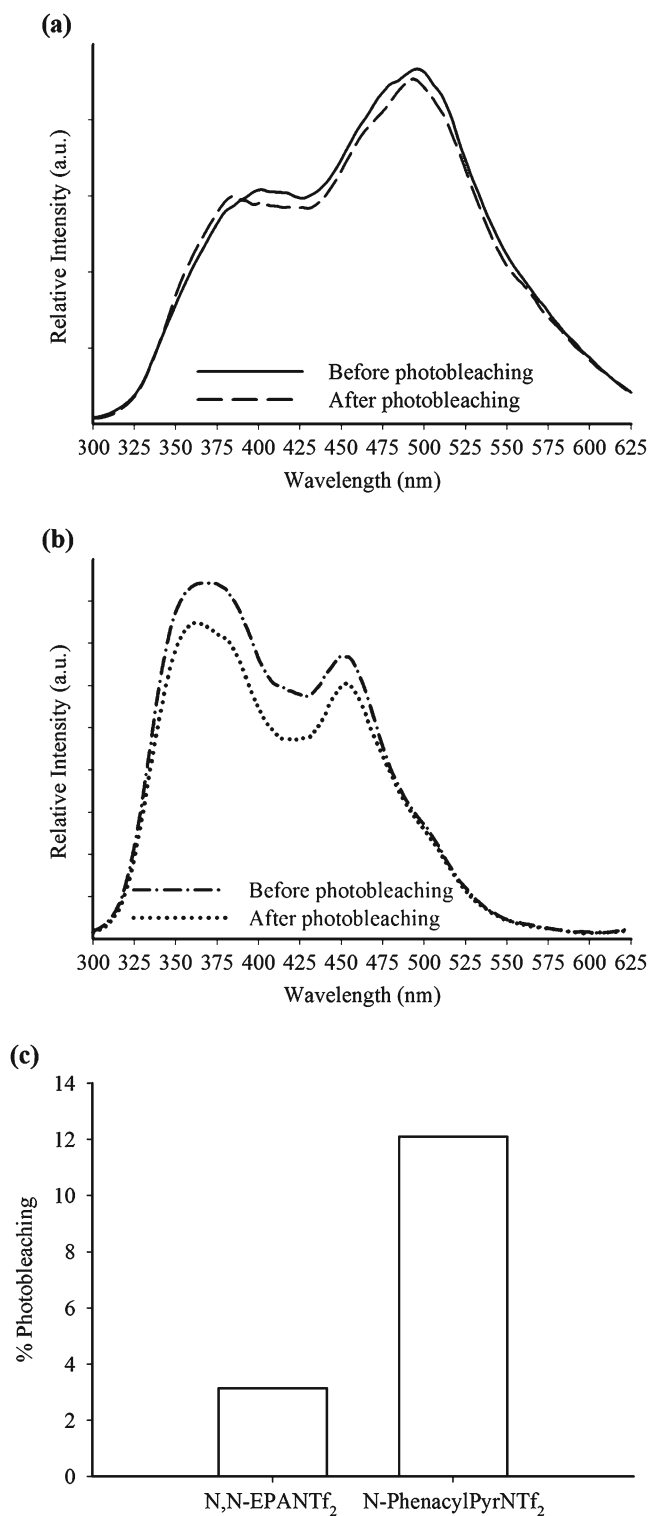 (a)
Relative Intensity (a.u.)
Before photobleaching
After photobleaching
300 325 350 375 400 425 450 475 500 525 550 575 600 625
Wavelength (nm)
(b)
Relative Intensity (a.u.)
Before photobleaching
After photobleaching
300 325 350 375 400 425 450 475 500 525 550 575 600 625
Wavelength (nm)
(c)
% Photobleaching
14
12
10
8
6
4
2
0
N,N-EPANTf₂ N-PhenacylPyrNTf₂